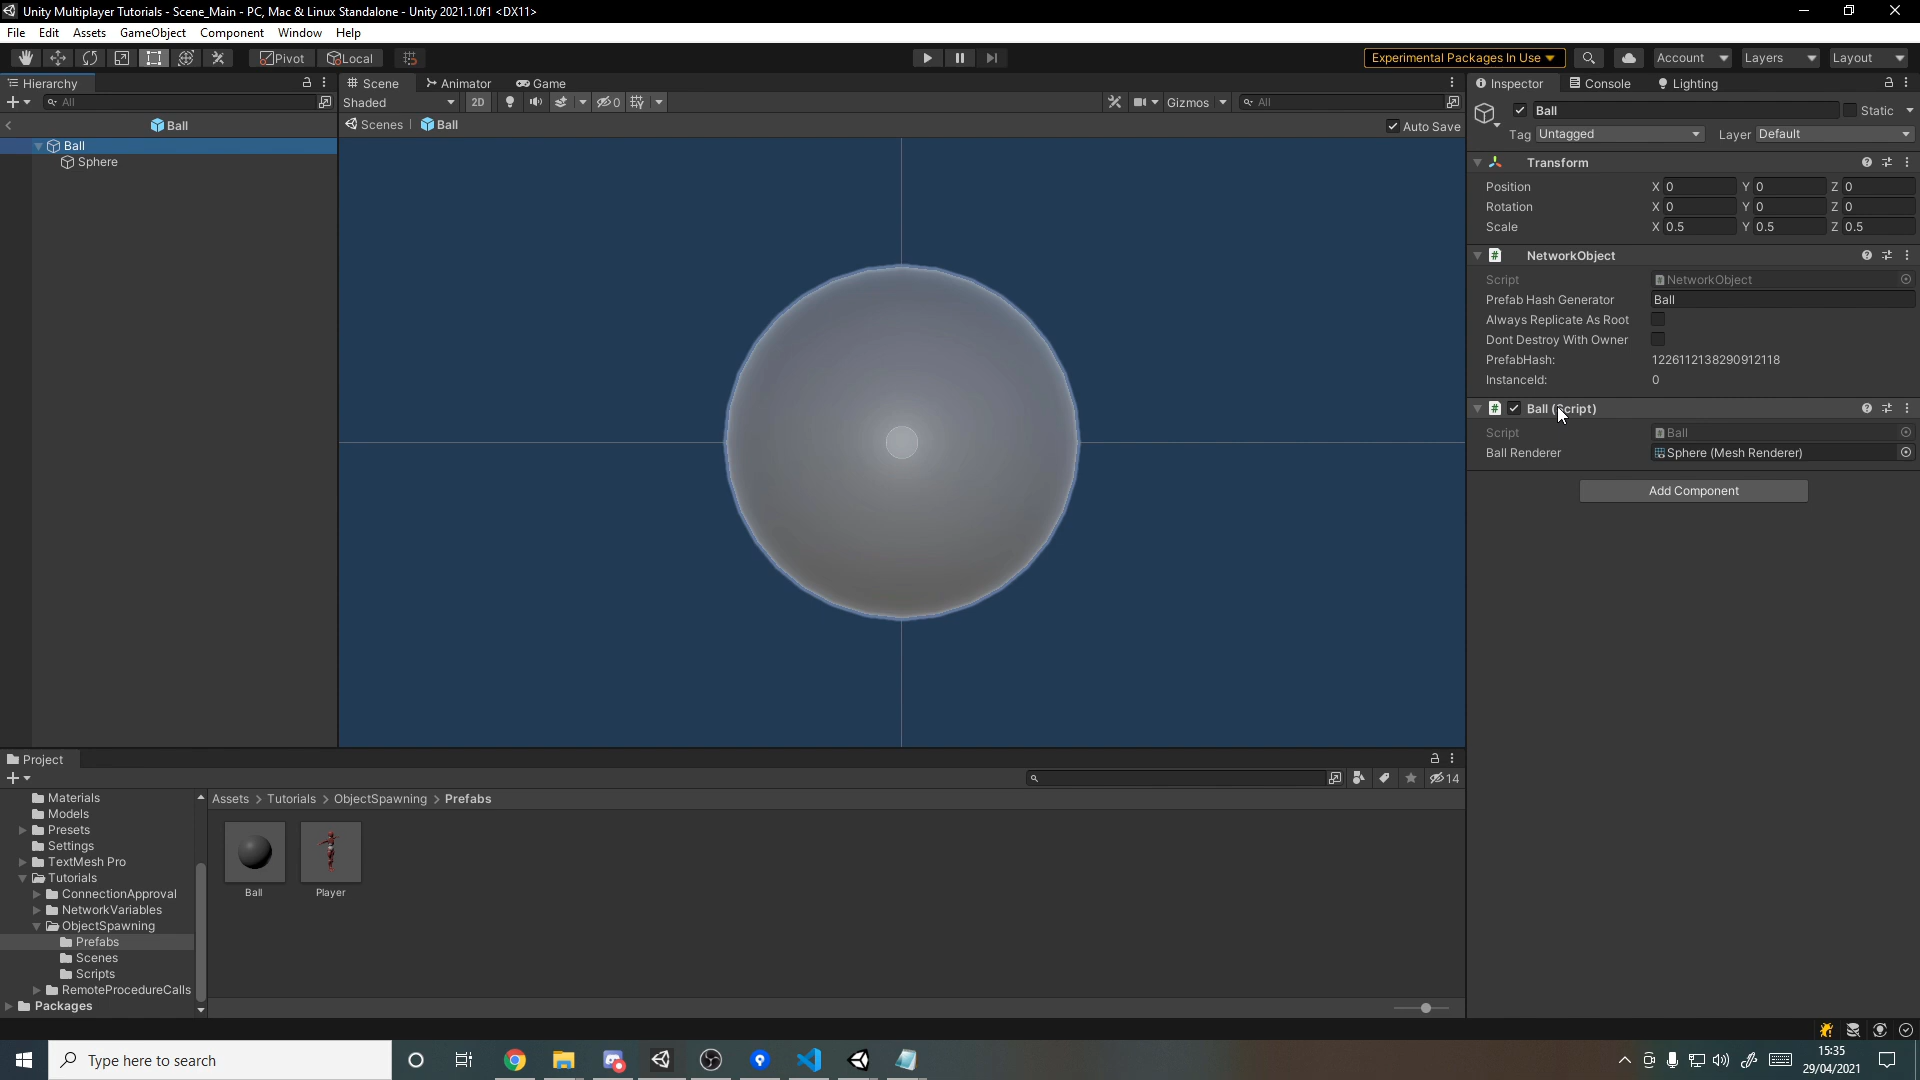 Unity Multiplayer Tutorials - Scene_Main - PC, Mac & Linux Standalone - Unity 2021.1.0f1 <DX11>
File Edit Assets GameObject Component Window Help
Pivot Local Experimental Packages In Use Account Layers Layout
Hierarchy Scene Animator Game Inspector Console Lighting
All Shaded 2D 0 Gizmos All
Ball
Scenes | Ball Auto Save
Ball
Sphere
Ball Static
Tag Untagged Layer Default
Transform
Position X 0 Y 0 Z 0
Rotation X 0 Y 0 Z 0
Scale X 0.5 Y 0.5 Z 0.5
NetworkObject
Script NetworkObject
Prefab Hash Generator Ball
Always Replicate As Root
Dont Destroy With Owner
PrefabHash: 1226112138290912118
InstanceId: 0
Ball (Script)
Script Ball
Ball Renderer Sphere (Mesh Renderer)
Add Component
Project
14
Assets > Tutorials > ObjectSpawning > Prefabs
Materials
Models
Presets
Settings
TextMesh Pro
Tutorials
ConnectionApproval
NetworkVariables
ObjectSpawning
Prefabs
Scenes
Scripts
RemoteProcedureCalls
Packages
Ball Player
Type here to search
15:35
29/04/2021